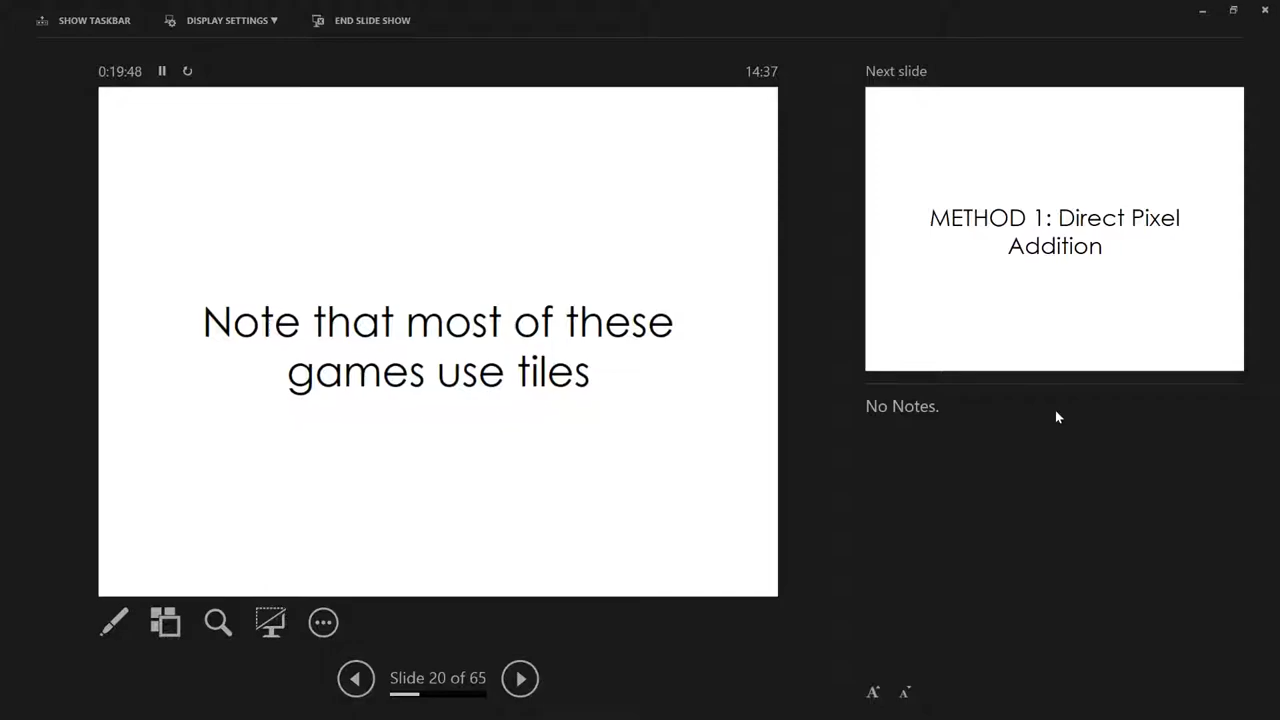 SHOW TASKBAR
DISPLAY SETTINGS ▼
END SLIDE SHOW
0:19:48
14:37
Next slide
Note that most of these
games use tiles
METHOD 1: Direct Pixel
Addition
No Notes.
Slide 20 of 65
A A